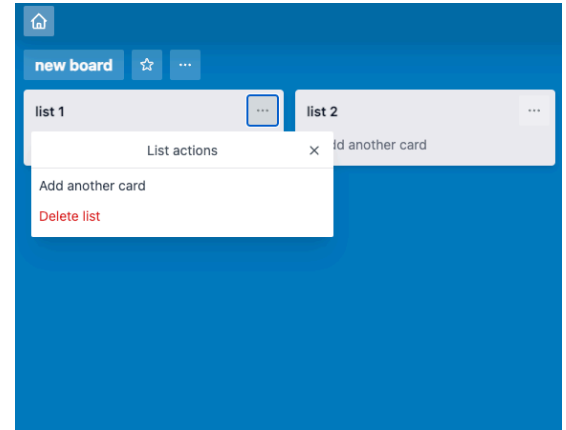 new board
list 1
list 2
List actions
dd another card
Add another card
Delete list